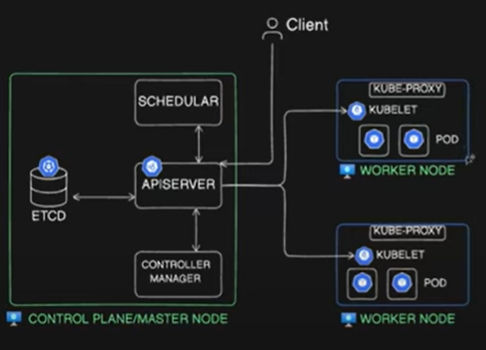 Client
SCHEDULAR
APISERVER
ETCD
CONTROLLER
MANAGER
CONTROL PLANE/MASTER NODE
KUBE-PROXY
KUBELET
POD
WORKER NODE
KUBE-PROXY
KUBELET
POD
WORKER NODE